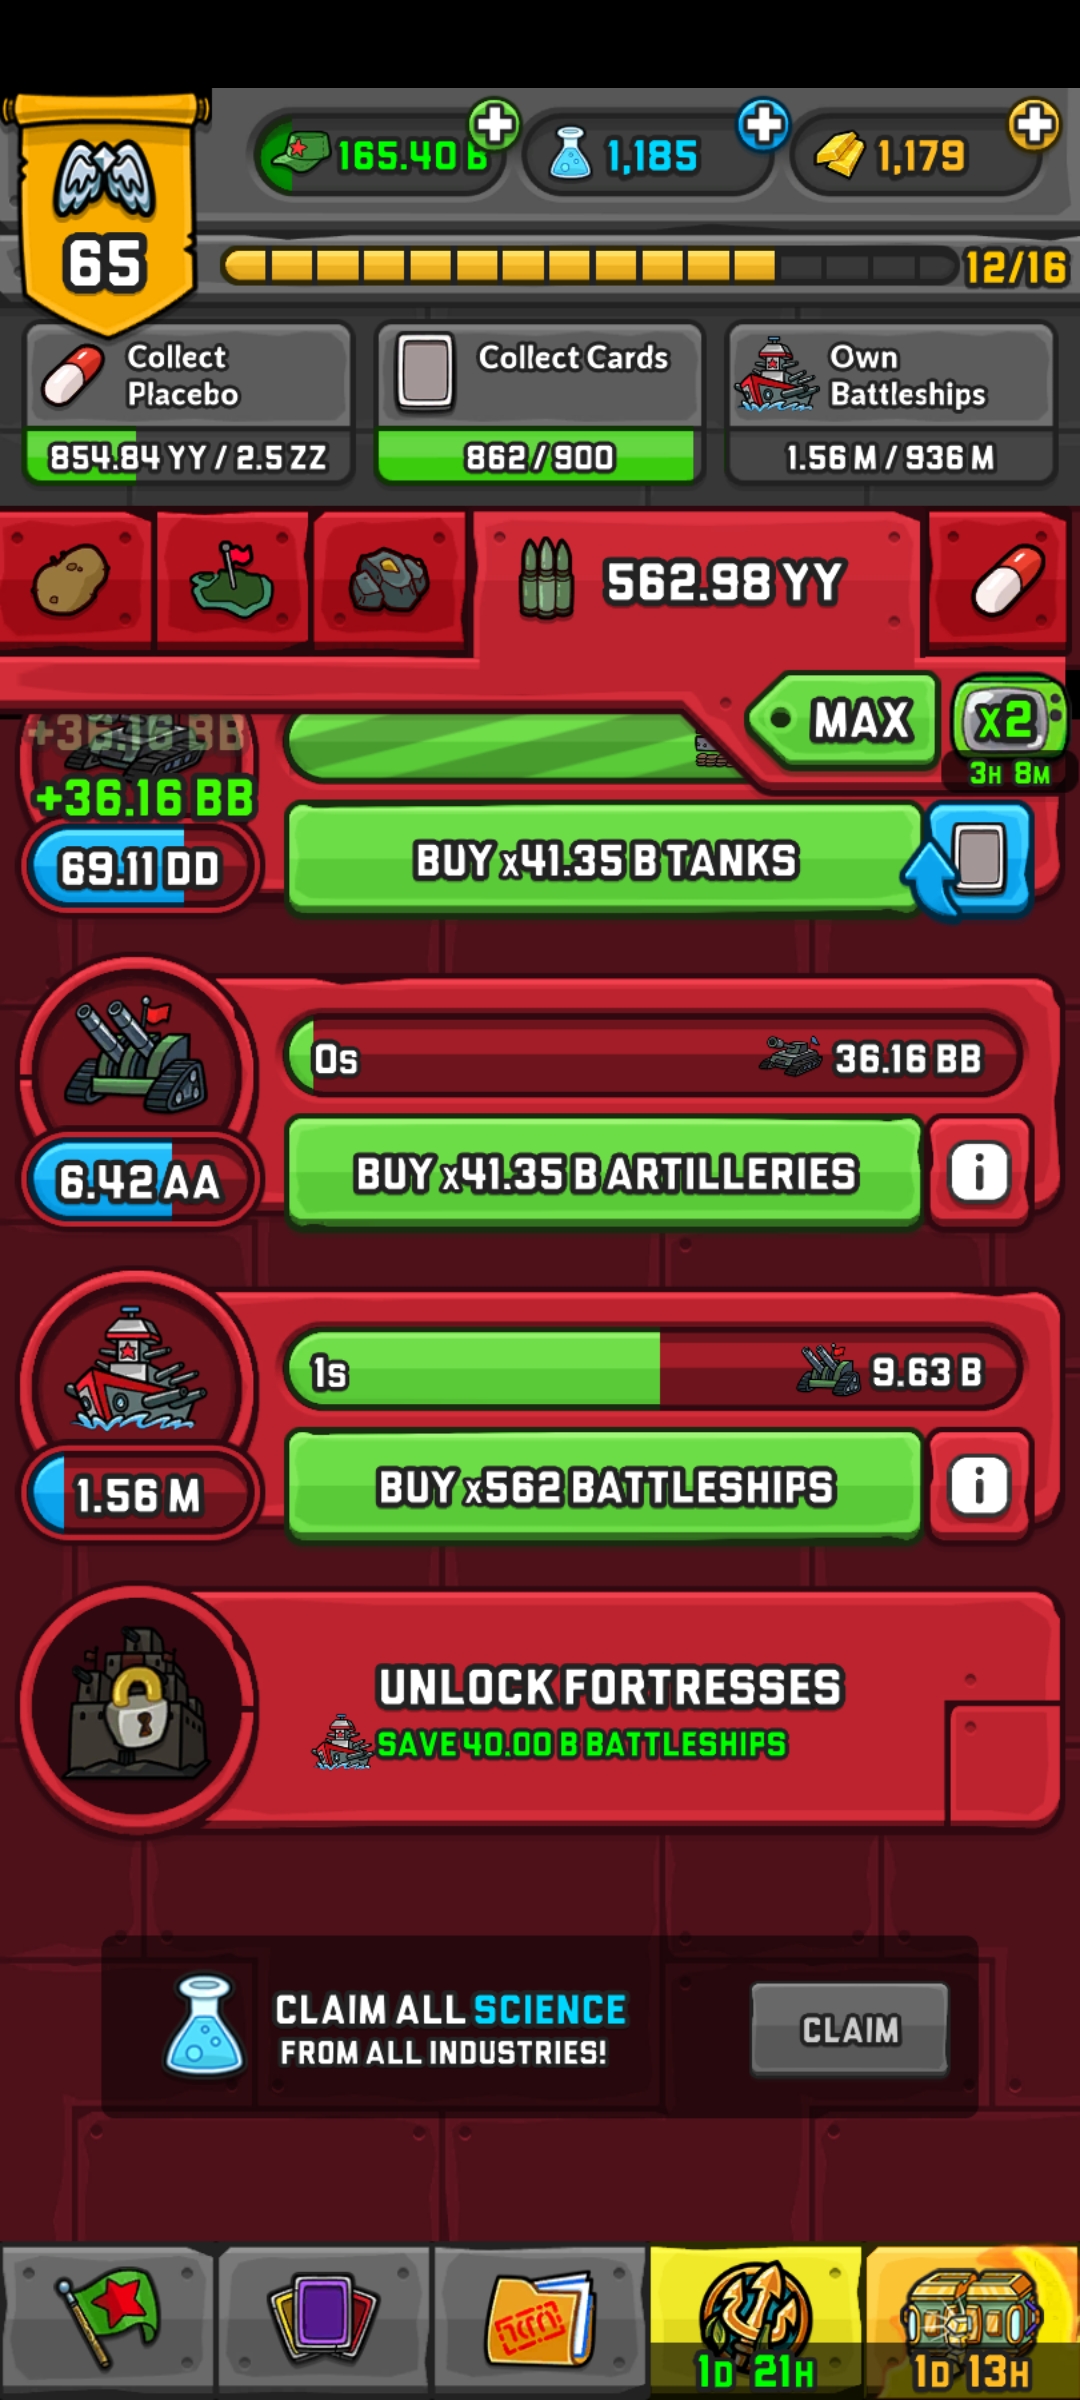 165.40 B
1,185
1,179
65
12/16
Collect
Placebo
Collect Cards
Own
Battleships
854.84 YY / 2.5 ZZ
862/900
1.56 M / 936 M
562.98 YY
MAX
x2
3H 8M
+36.16 BB
+36.16 BB
69.11 DD
BUY x41.35 B TANKS
0s
36.16 BB
6.42 AA
BUY x41.35 B ARTILLERIES
i
1s
9.63 B
1.56 M
BUY x562 BATTLESHIPS
i
UNLOCK FORTRESSES
SAVE 40.00 B BATTLESHIPS
CLAIM ALL SCIENCE
FROM ALL INDUSTRIES!
CLAIM
1D 21H
1D 13H